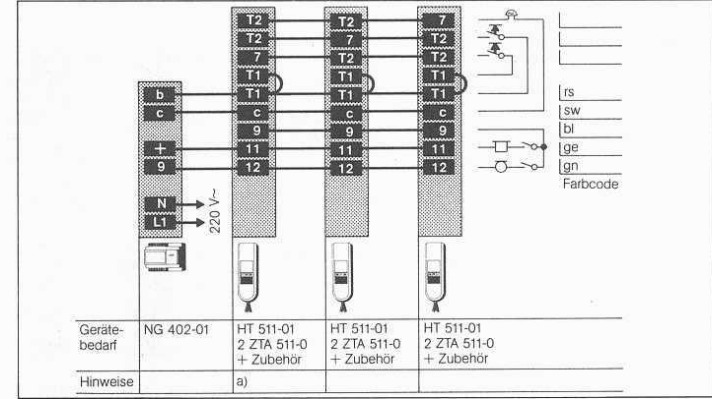 T2 T2 7
T2 7 T2
7 T2 T2
T1 T1 T1
b T1 T1 T1 rs
c c c c sw
9 9 9 bl
+ 11 11 11 ge
9 12 12 12 gn
Farbcode
N
L1
220 V~
Geräte-
bedarf
NG 402-01
HT 511-01
2 ZTA 511-0
+ Zubehör
HT 511-01
2 ZTA 511-0
+ Zubehör
HT 511-01
2 ZTA 511-0
+ Zubehör
Hinweise a)